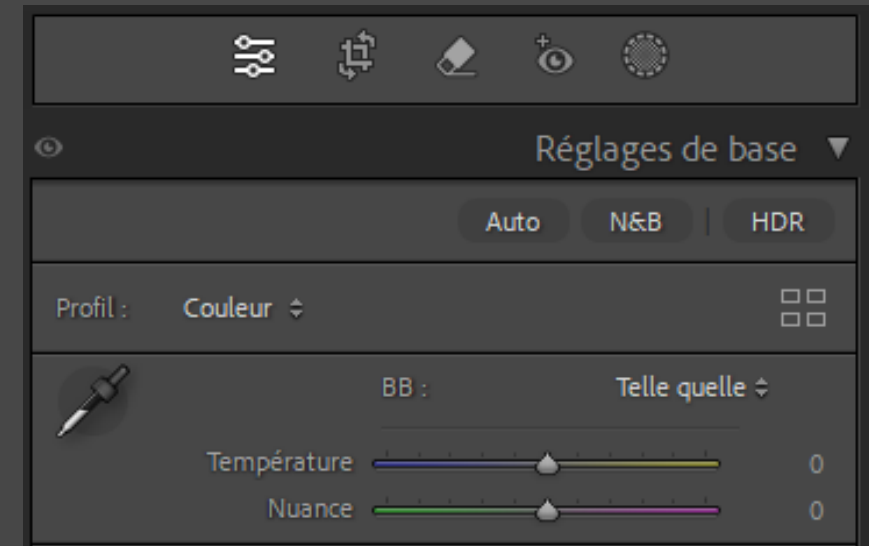 Réglages de base
Auto N&B HDR
Profil : Couleur
BB : Telle quelle
Température 0
Nuance 0